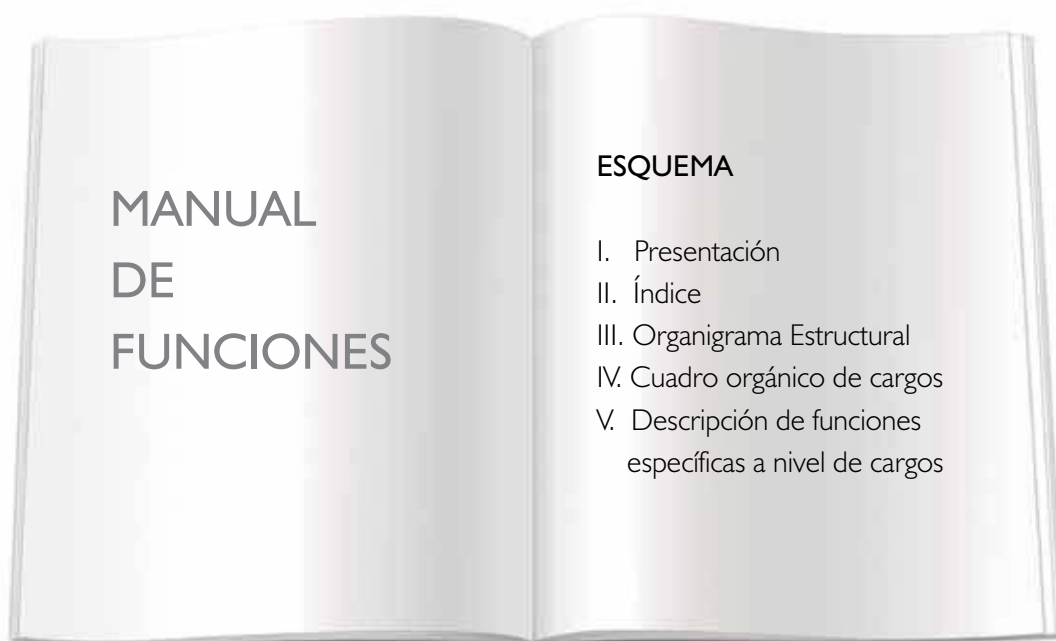 MANUAL
DE
FUNCIONES
ESQUEMA
I. Presentación
II. Índice
III. Organigrama Estructural
IV. Cuadro orgánico de cargos
V. Descripción de funciones
específicas a nivel de cargos